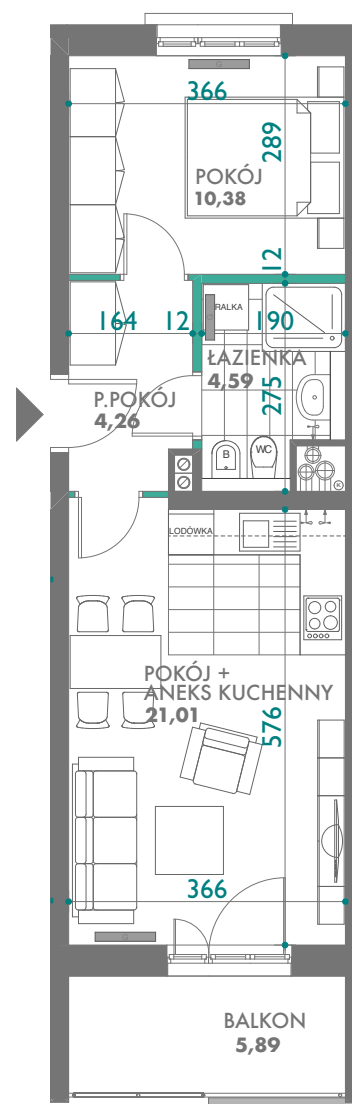 G
366
289
POKÓJ
10,38
12
164
12
190
RALKA
G
ŁAZIENKA
4,59
275
P.POKÓJ
4,26
B
WC
K
LODÓWKA
POKÓJ +
ANEKS KUCHENNY
21,01
576
366
G
BALKON
5,89